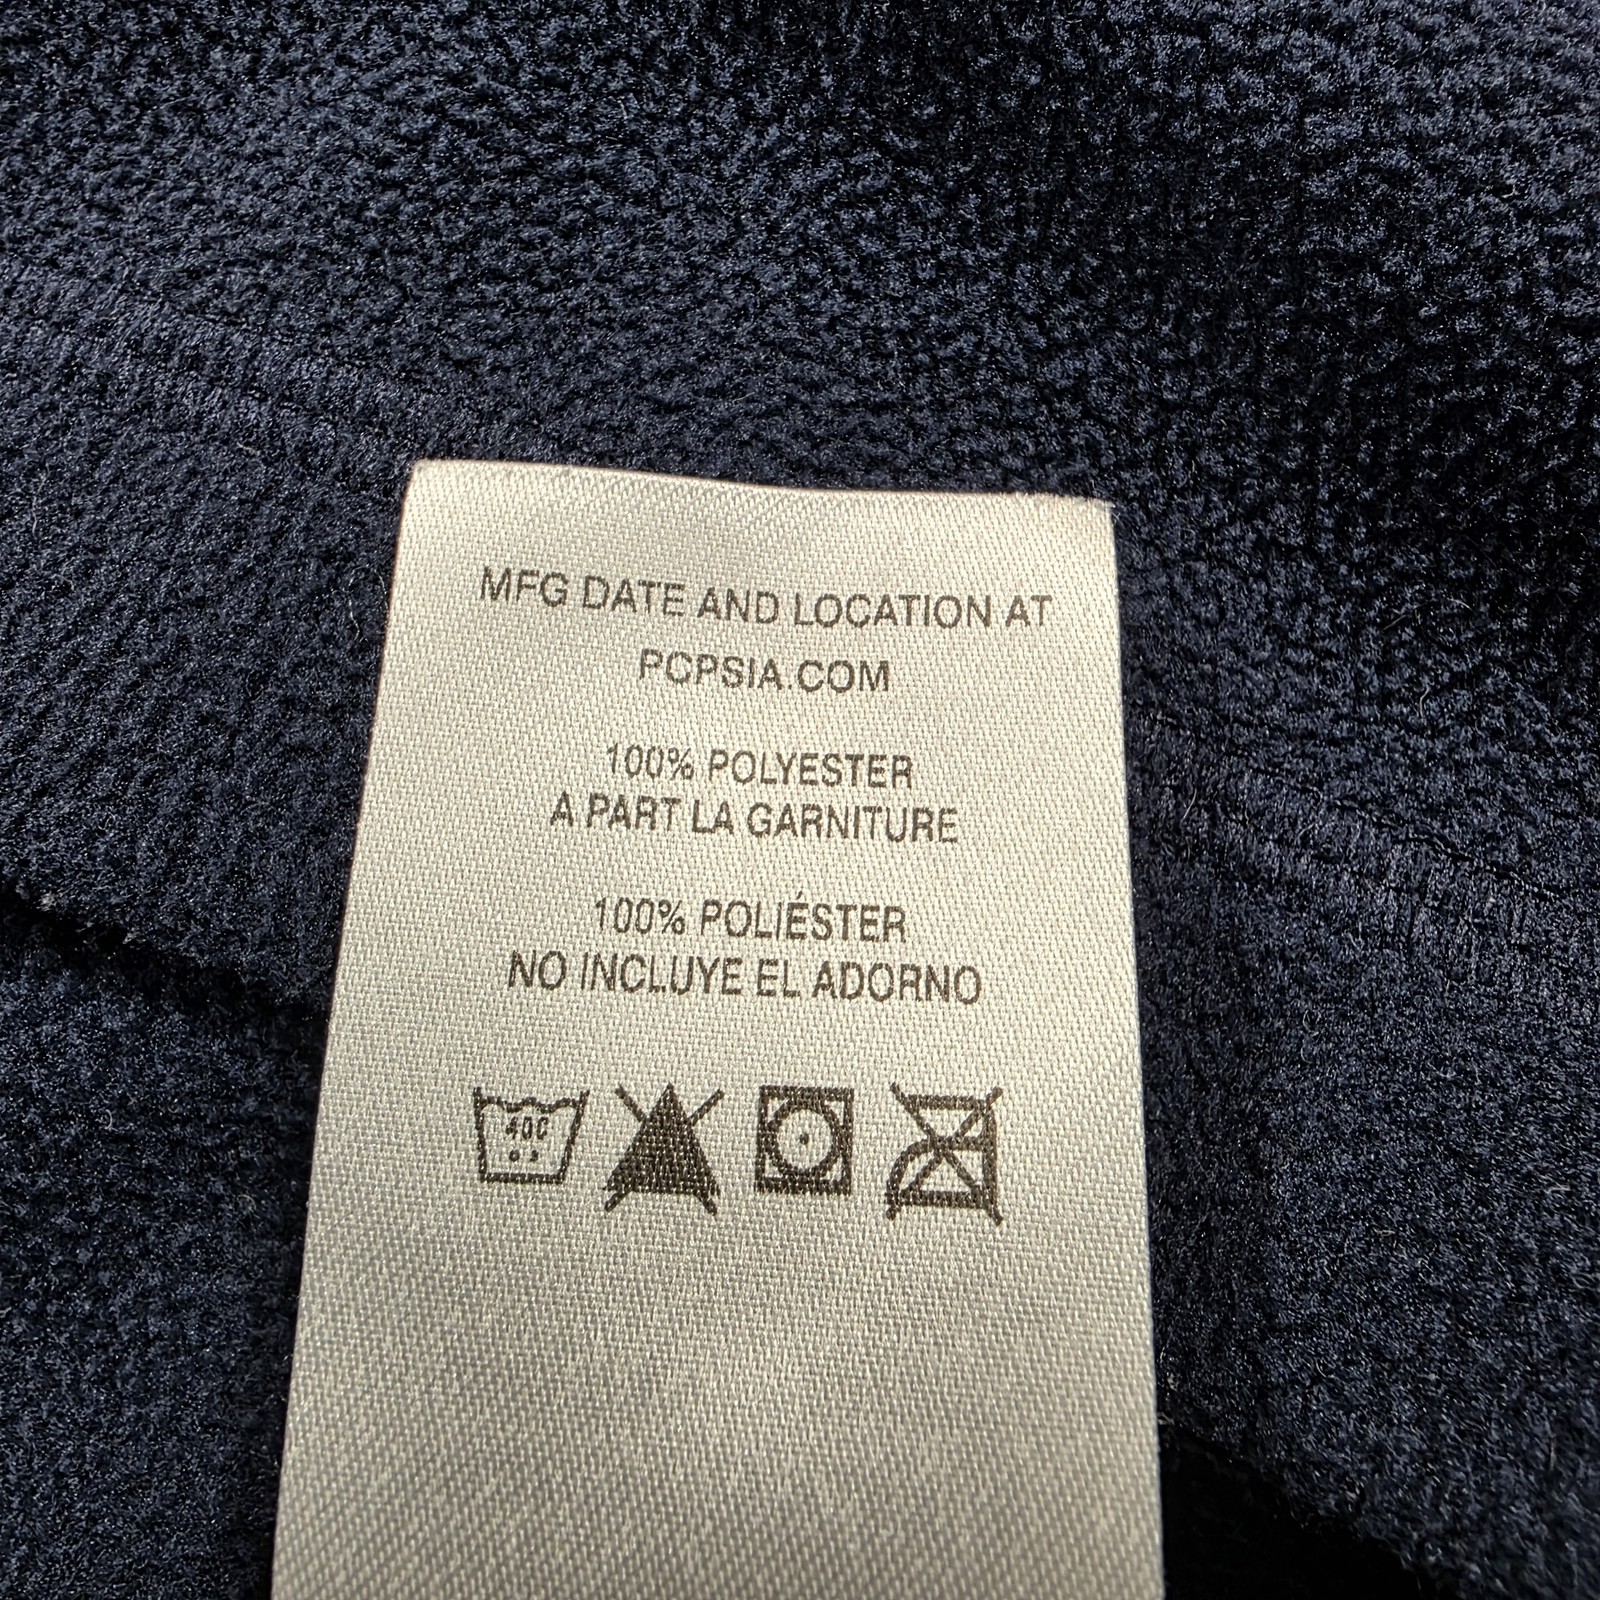 MFG DATE AND LOCATION AT
PCPSIA.COM
100% POLYESTER
A PART LA GARNITURE
100% POLIÉSTER
NO INCLUYE EL ADORNO
40C